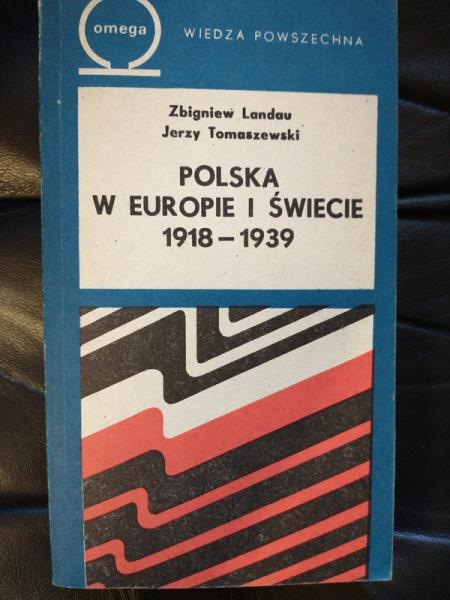 omega
WIEDZA POWSZECHNA
Zbigniew Landau
Jerzy Tomaszewski
POLSKA
W EUROPIE I ŚWIECIE
1918 – 1939